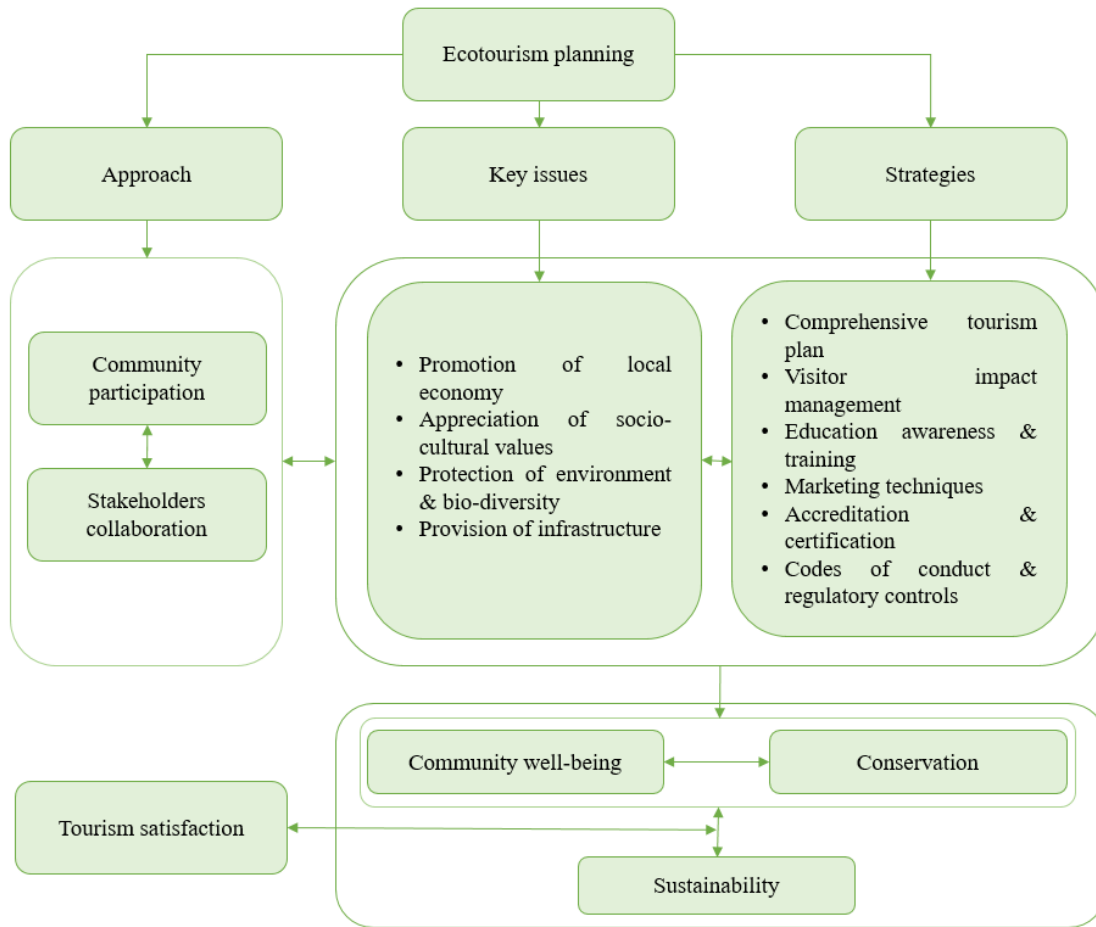 Ecotourism planning
Approach
Key issues
Strategies
Community
participation
Stakeholders
collaboration
• Promotion of local
economy
• Appreciation of socio-
cultural values
• Protection of environment
& bio-diversity
• Provision of infrastructure
• Comprehensive tourism
plan
• Visitor impact
management
• Education awareness &
training
• Marketing techniques
• Accreditation &
certification
• Codes of conduct &
regulatory controls
Community well-being
Conservation
Tourism satisfaction
Sustainability